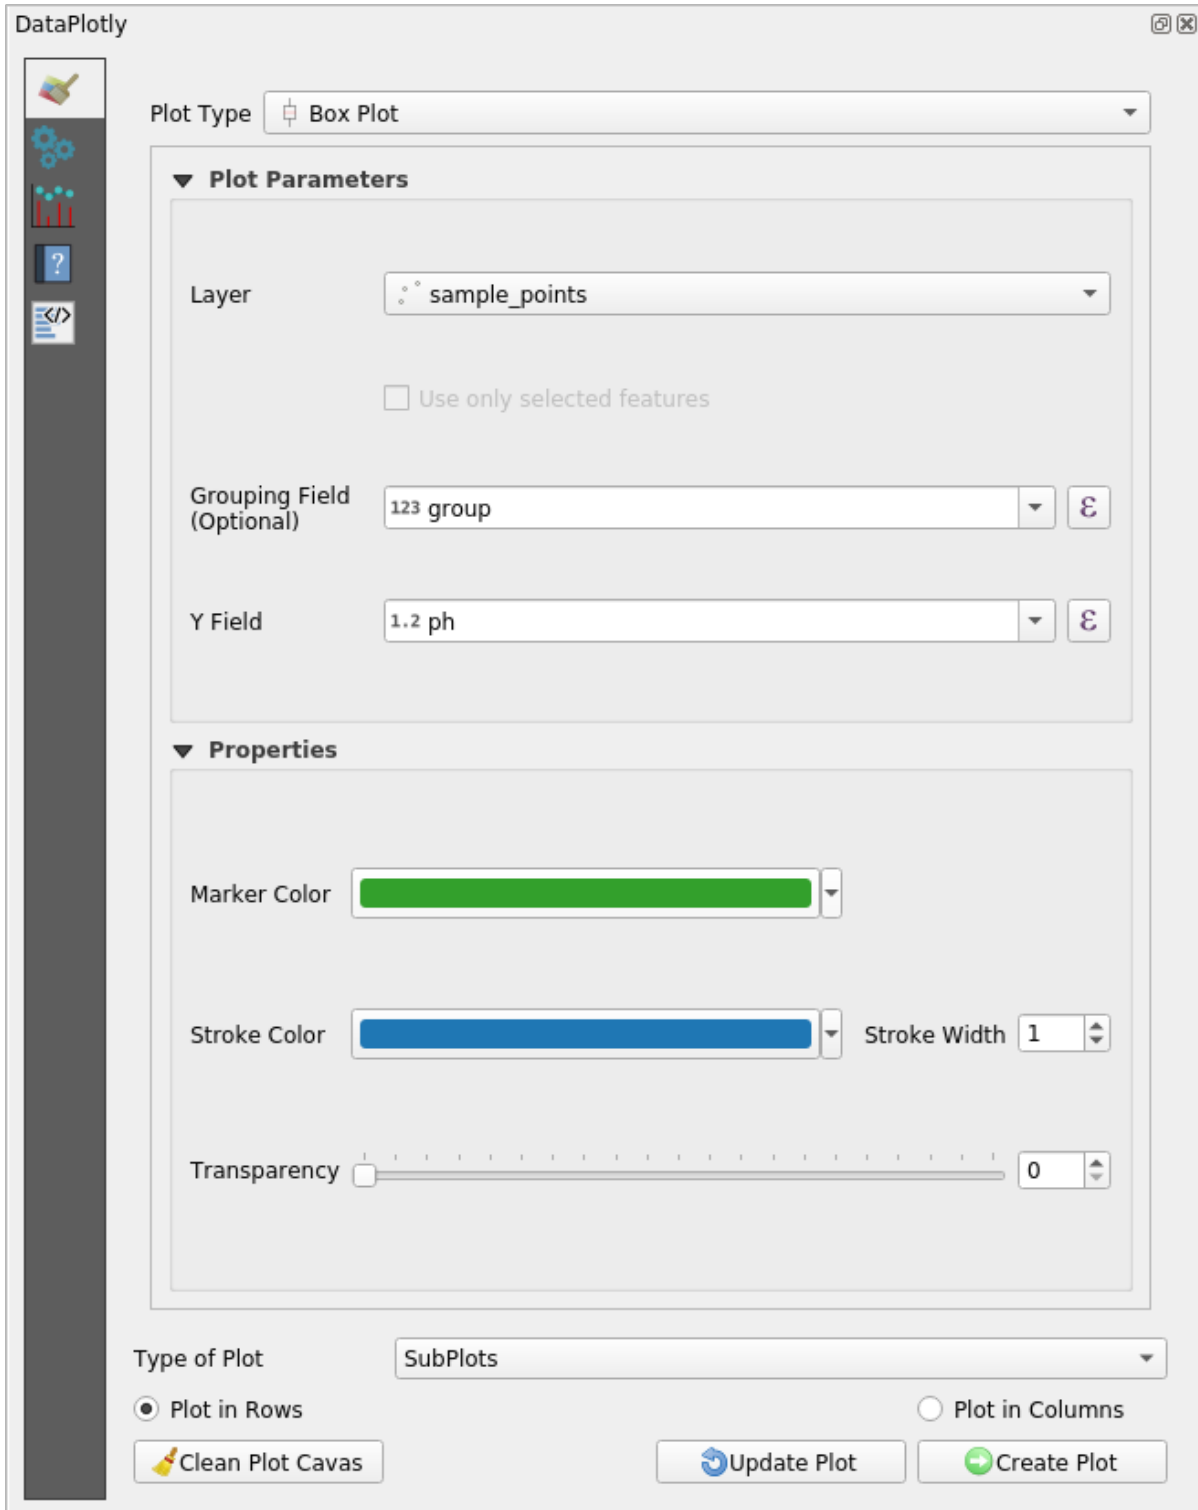 DataPlotly
Plot Type Box Plot
Plot Parameters
Layer sample_points
Use only selected features
Grouping Field
(Optional)
123 group ε
Y Field 1.2 ph ε
Properties
Marker Color
Stroke Color Stroke Width 1
Transparency 0
Type of Plot SubPlots
Plot in Rows Plot in Columns
Clean Plot Cavas Update Plot Create Plot
?
</>